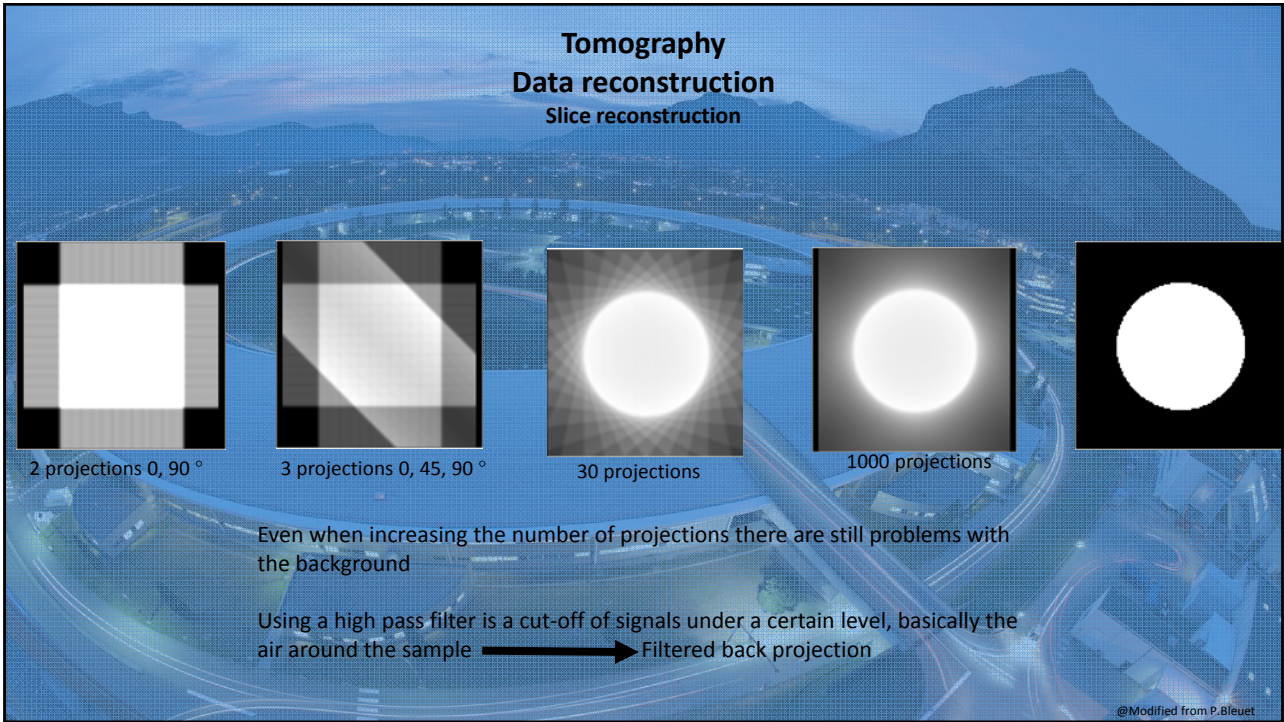 Tomography
Data reconstruction
Slice reconstruction
2 projections 0, 90 °
3 projections 0, 45, 90 °
30 projections
1000 projections
Even when increasing the number of projections there are still problems with
the background
Using a high pass filter is a cut-off of signals under a certain level, basically the
air around the sample Filtered back projection
@Modified from P.Bleuet